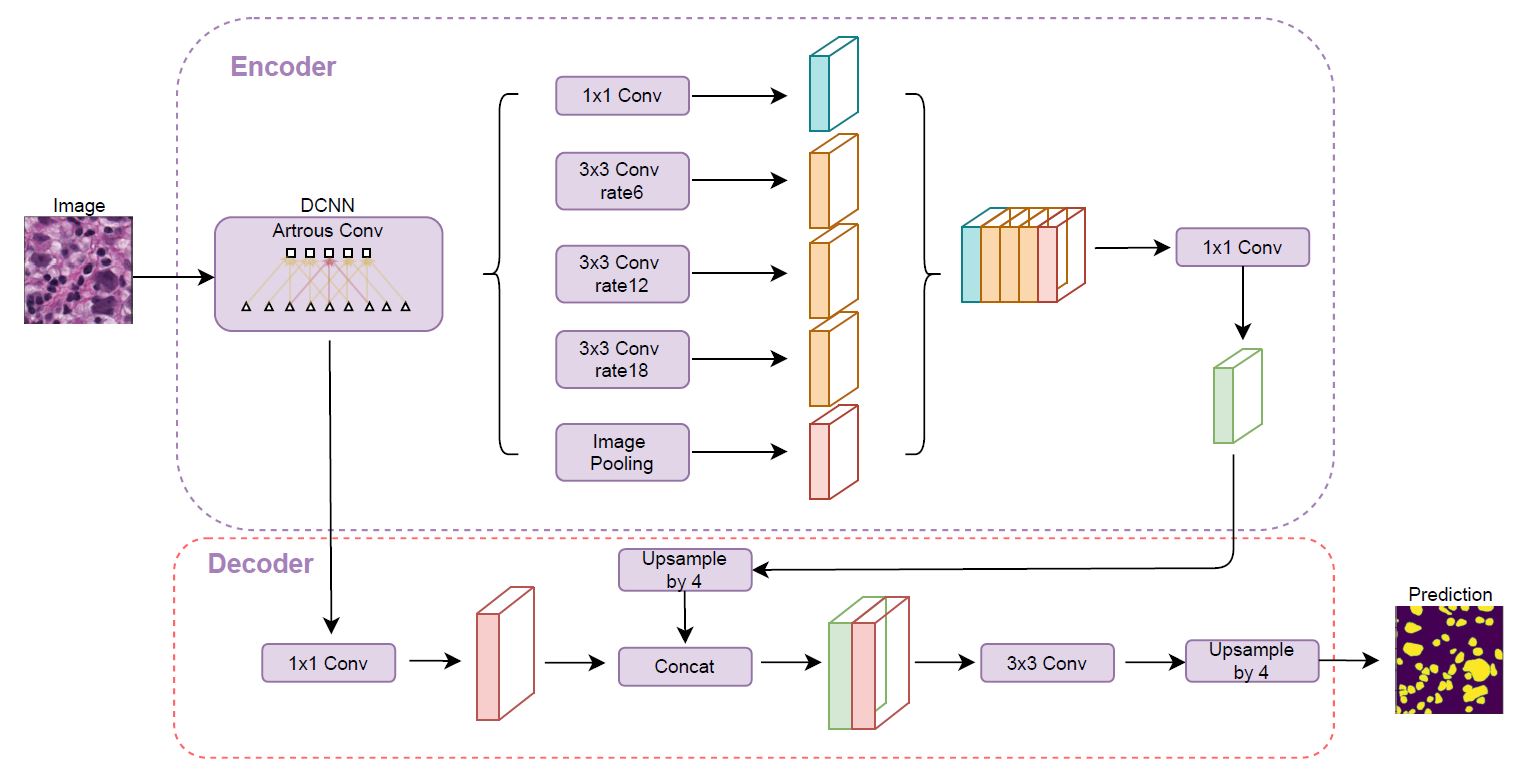 Encoder
1x1 Conv
3x3 Conv
rate6
Image
DCNN
Artrous Conv
3x3 Conv
rate12
1x1 Conv
3x3 Conv
rate18
Image
Pooling
Decoder
Upsample
by 4
Prediction
1x1 Conv
Concat
3x3 Conv
Upsample
by 4